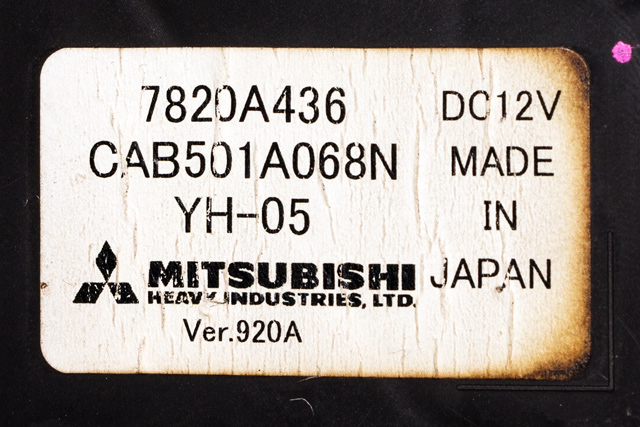 7820A436
CAB501A068N
YH-05
MITSUBISHI
HEAVY INDUSTRIES, LTD.
Ver.920A
DC12V
MADE
IN
JAPAN